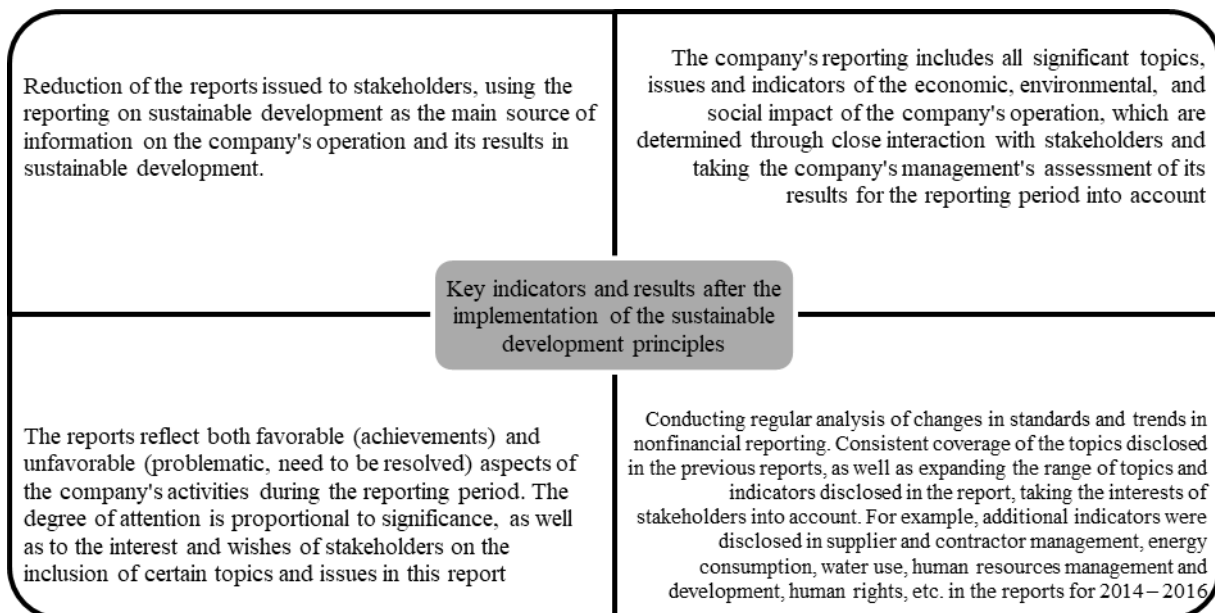 Reduction of the reports issued to stakeholders, using the
reporting on sustainable development as the main source of
information on the company's operation and its results in
sustainable development.
The company's reporting includes all significant topics,
issues and indicators of the economic, environmental, and
social impact of the company's operation, which are
determined through close interaction with stakeholders and
taking the company's management's assessment of its
results for the reporting period into account
Key indicators and results after the
implementation of the sustainable
development principles
The reports reflect both favorable (achievements) and
unfavorable (problematic, need to be resolved) aspects of
the company's activities during the reporting period. The
degree of attention is proportional to significance, as well
as to the interest and wishes of stakeholders on the
inclusion of certain topics and issues in this report
Conducting regular analysis of changes in standards and trends in
nonfinancial reporting. Consistent coverage of the topics disclosed
in the previous reports, as well as expanding the range of topics and
indicators disclosed in the report, taking the interests of
stakeholders into account. For example, additional indicators were
disclosed in supplier and contractor management, energy
consumption, water use, human resources management and
development, human rights, etc. in the reports for 2014–2016